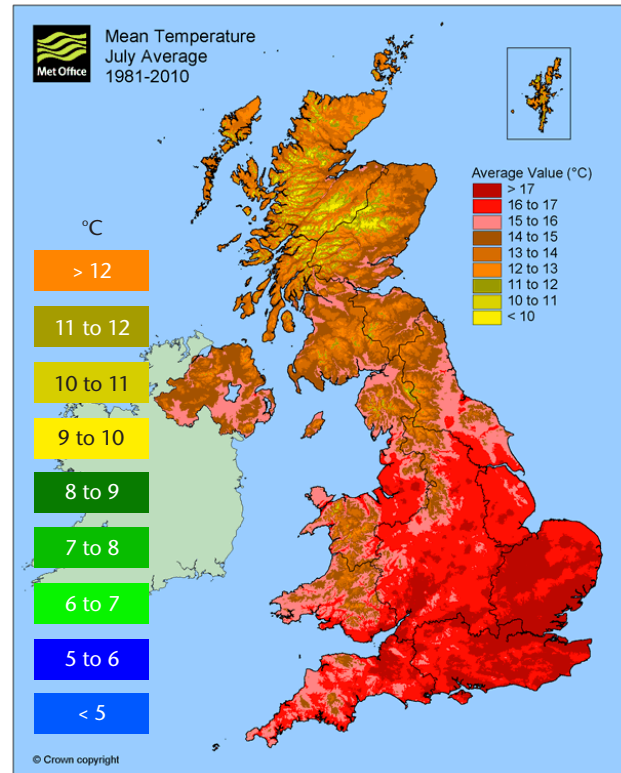 Met Office
Mean Temperature
July Average
1981-2010
Average Value (°C)
> 17
16 to 17
15 to 16
14 to 15
13 to 14
12 to 13
11 to 12
10 to 11
< 10
°C
> 12
11 to 12
10 to 11
9 to 10
8 to 9
7 to 8
6 to 7
5 to 6
< 5
© Crown copyright